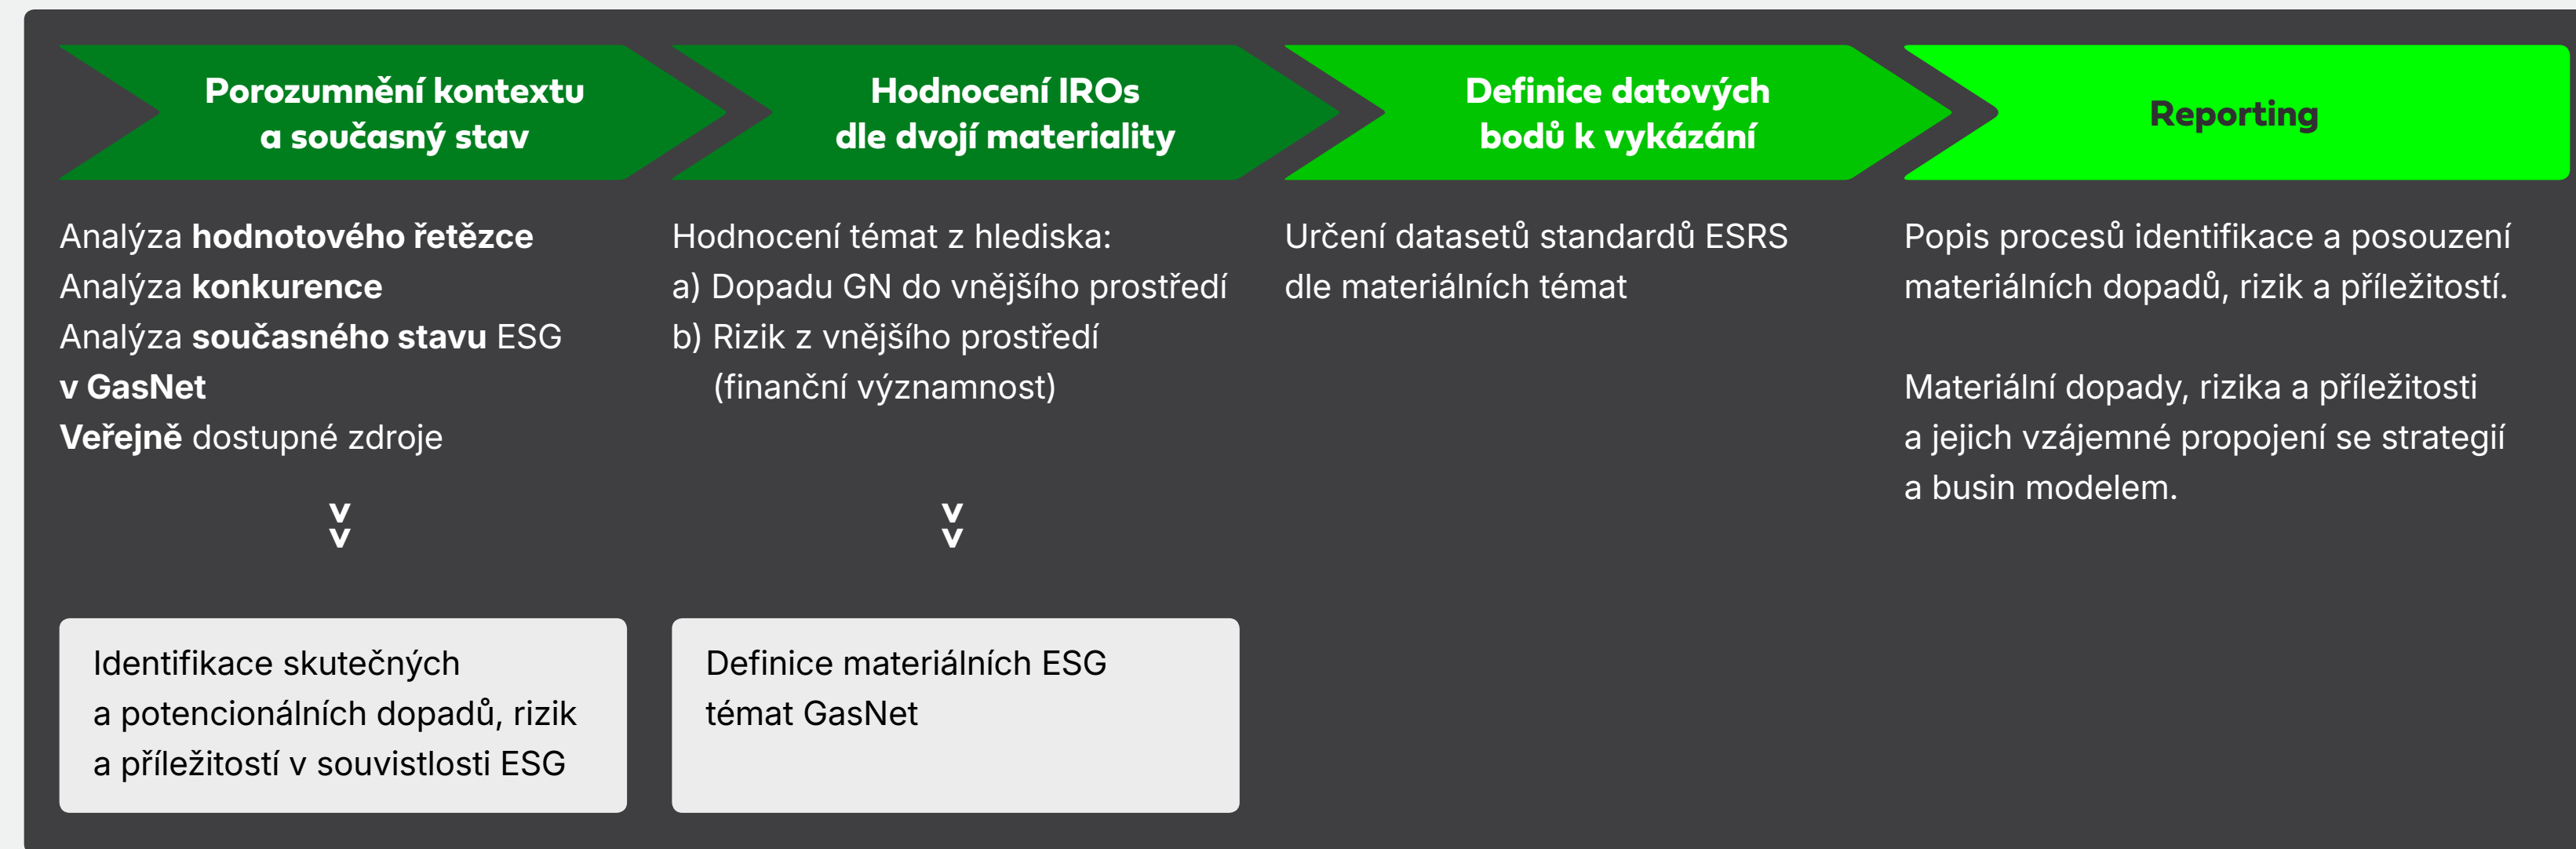 Porozumnění kontextu
a současný stav
Hodnocení IROs
dle dvojí materiality
Definice datových
bodů k vykázání
Reporting
Analýza hodnotového řetězce
Analýza konkurence
Analýza současného stavu ESG
v GasNet
Veřejně dostupné zdroje
Identifikace skutečných
a potencionálních dopadů, rizik
a příležitostí v souvistlosti ESG
Hodnocení témat z hlediska:
a) Dopadu GN do vnějšího prostředí
b) Rizik z vnějšího prostředí
(finanční významnost)
Definice materiálních ESG
témat GasNet
Určení datasetů standardů ESRS
dle materiálních témat
Popis procesů identifikace a posouzení
materiálních dopadů, rizik a příležitostí.
Materiální dopady, rizika a příležitosti
a jejich vzájemné propojení se strategií
a busin modelem.